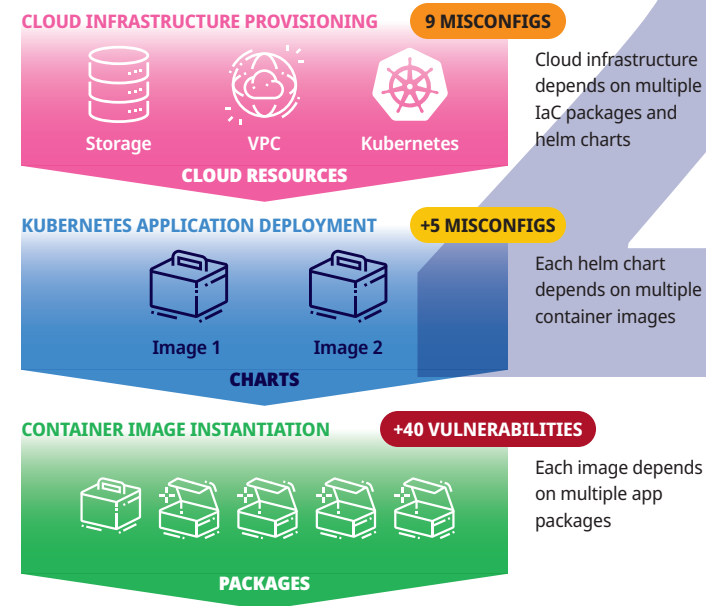 CLOUD INFRASTRUCTURE PROVISIONING
9 MISCONFIGS
Cloud infrastructure
depends on multiple
IaC packages and
helm charts
Storage
VPC
Kubernetes
CLOUD RESOURCES
KUBERNETES APPLICATION DEPLOYMENT
+5 MISCONFIGS
Each helm chart
depends on multiple
container images
Image 1
Image 2
CHARTS
CONTAINER IMAGE INSTANTIATION
+40 VULNERABILITIES
Each image depends
on multiple app
packages
PACKAGES